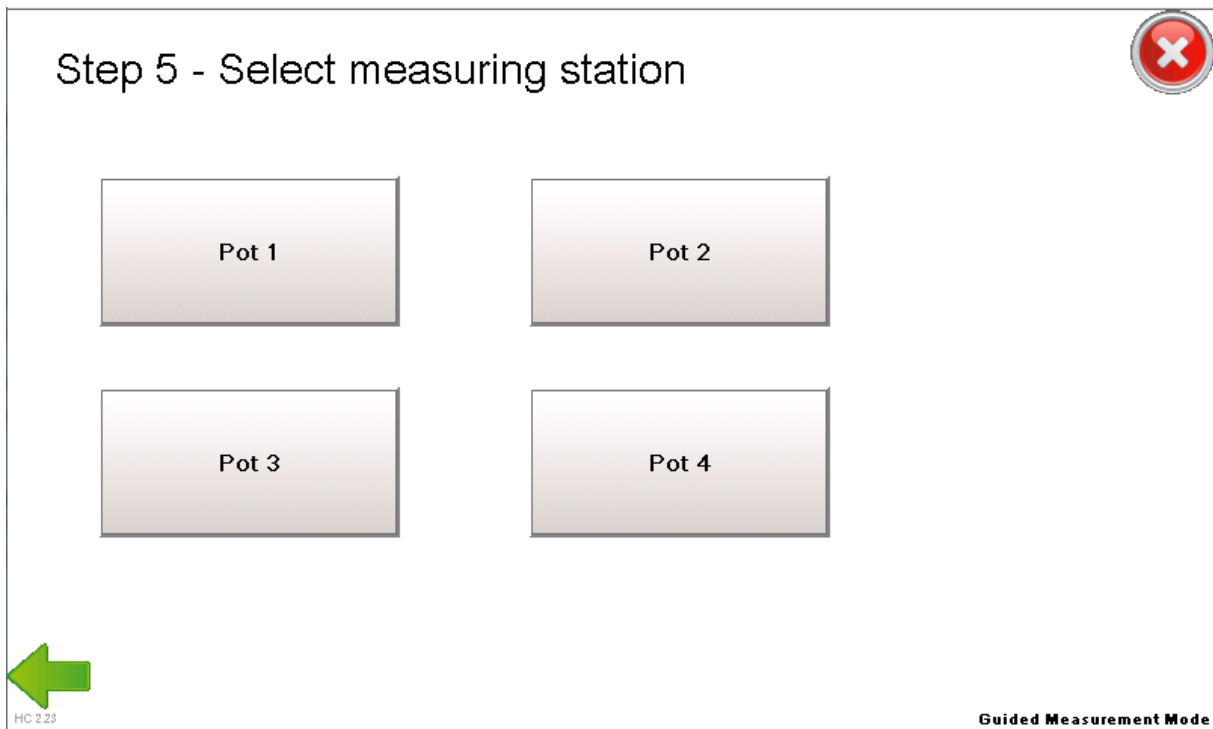 Step 5 - Select measuring station
Pot 1
Pot 2
Pot 3
Pot 4
HC 2.23
Guided Measurement Mode